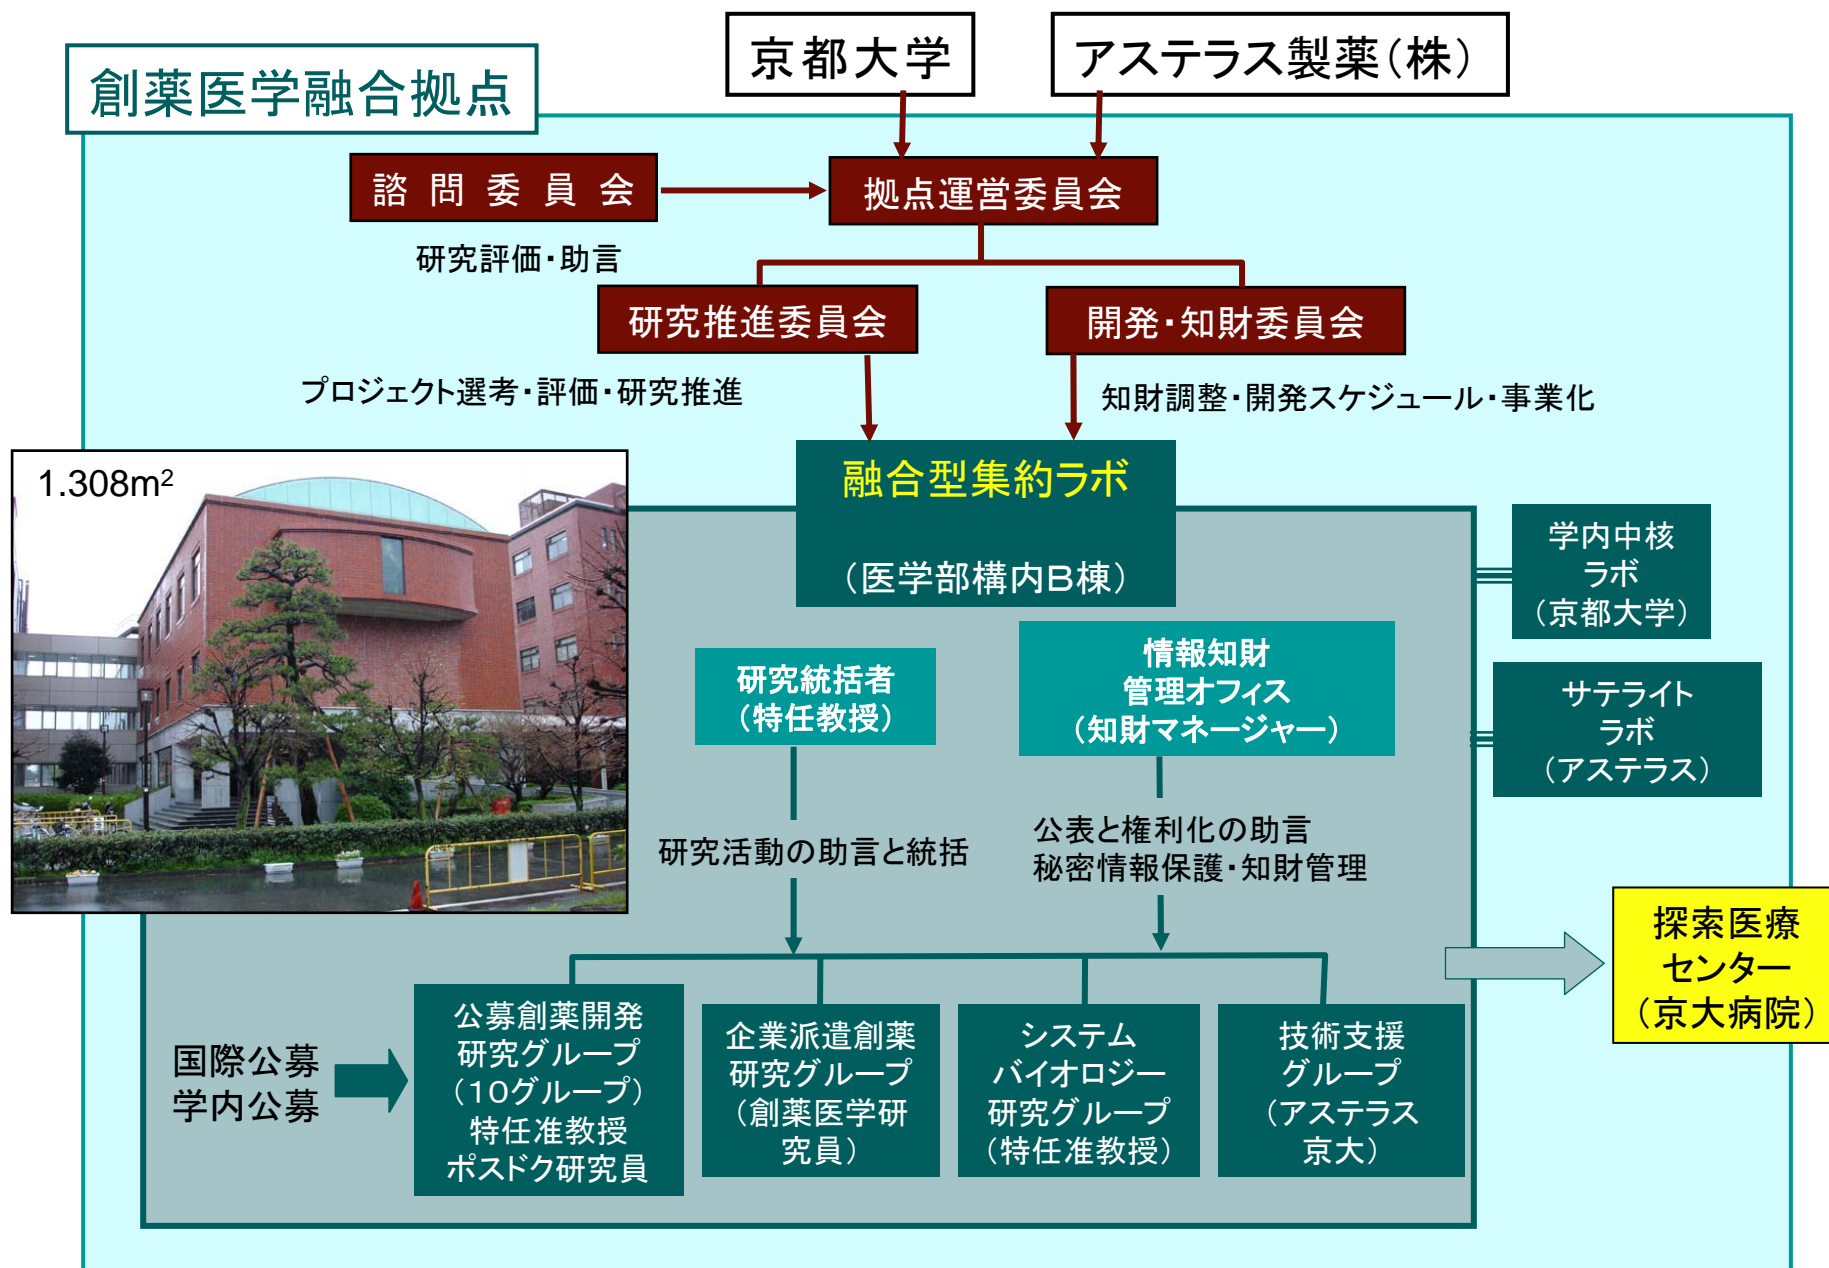 京都大学
アステラス製薬（株）
創薬医学融合拠点
諮問委員会
拠点運営委員会
研究評価・助言
研究推進委員会
開発・知財委員会
プロジェクト選考・評価・研究推進
知財調整・開発スケジュール・事業化
1.308m²
融合型集約ラボ
（医学部構内Ｂ棟）
学内中核
ラボ
（京都大学）
サテライト
ラボ
（アステラス）
研究統括者
（特任教授）
情報知財
管理オフィス
（知財マネージャー）
研究活動の助言と統括
公表と権利化の助言
秘密情報保護・知財管理
探索医療
センター
（京大病院）
国際公募
学内公募
公募創薬開発
研究グループ
（１０グループ）
特任准教授
ポスドク研究員
企業派遣創薬
研究グループ
（創薬医学研
究員）
システム
バイオロジー
研究グループ
（特任准教授）
技術支援
グループ
（アステラス
京大）